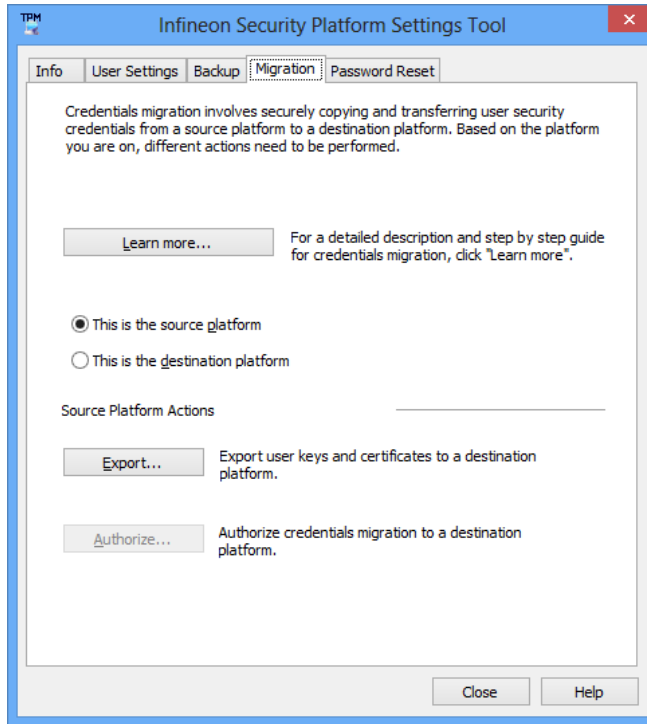 TPM
Infineon Security Platform Settings Tool
Info
User Settings
Backup
Migration
Password Reset
Credentials migration involves securely copying and transferring user security
credentials from a source platform to a destination platform. Based on the platform
you are on, different actions need to be performed.
Learn more...
For a detailed description and step by step guide
for credentials migration, click "Learn more".
This is the source platform
This is the destination platform
Source Platform Actions
Export...
Export user keys and certificates to a destination
platform.
Authorize...
Authorize credentials migration to a destination
platform.
Close
Help